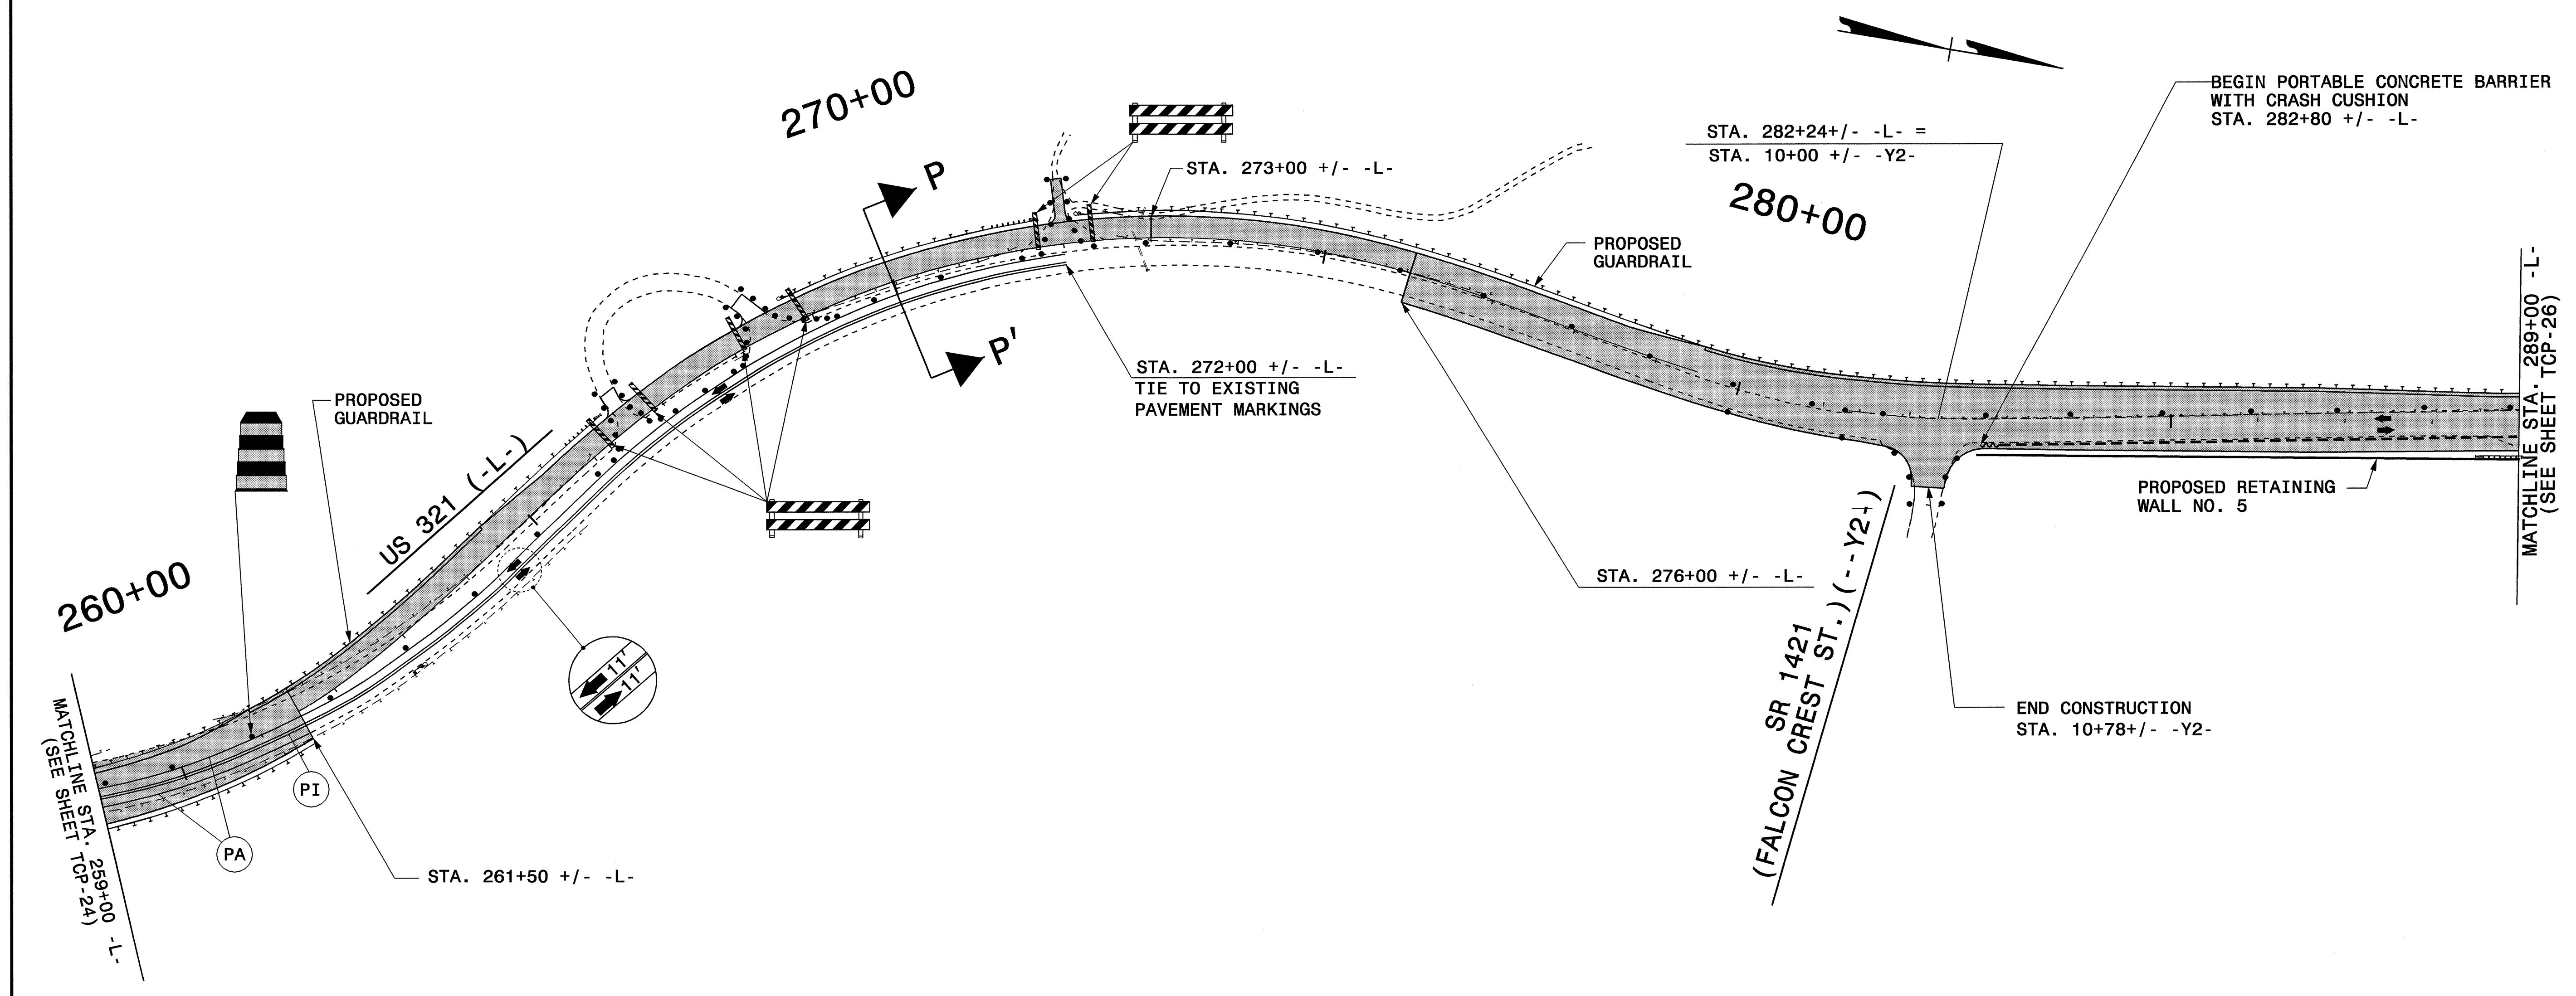 270+00
P
P'
STA. 273+00 +/- -L-
STA. 282+24+/- -L- =
STA. 10+00 +/- -Y2-
BEGIN PORTABLE CONCRETE BARRIER
WITH CRASH CUSHION
STA. 282+80 +/- -L-
280+00
PROPOSED
GUARDRAIL
STA. 272+00 +/- -L-
TIE TO EXISTING
PAVEMENT MARKINGS
PROPOSED
GUARDRAIL
US 321 (-L-)
260+00
11'
11'
STA. 276+00 +/- -L-
PROPOSED RETAINING
WALL NO. 5
MATCHLINE STA. 289+00 -L-
(SEE SHEET TCP-26)
SR 1421
(FALCON CREST ST.)(--Y2-)
END CONSTRUCTION
STA. 10+78+/- -Y2-
MATCHLINE STA. 259+00 -L-
(SEE SHEET TCP-24)
PI
PA
STA. 261+50 +/- -L-